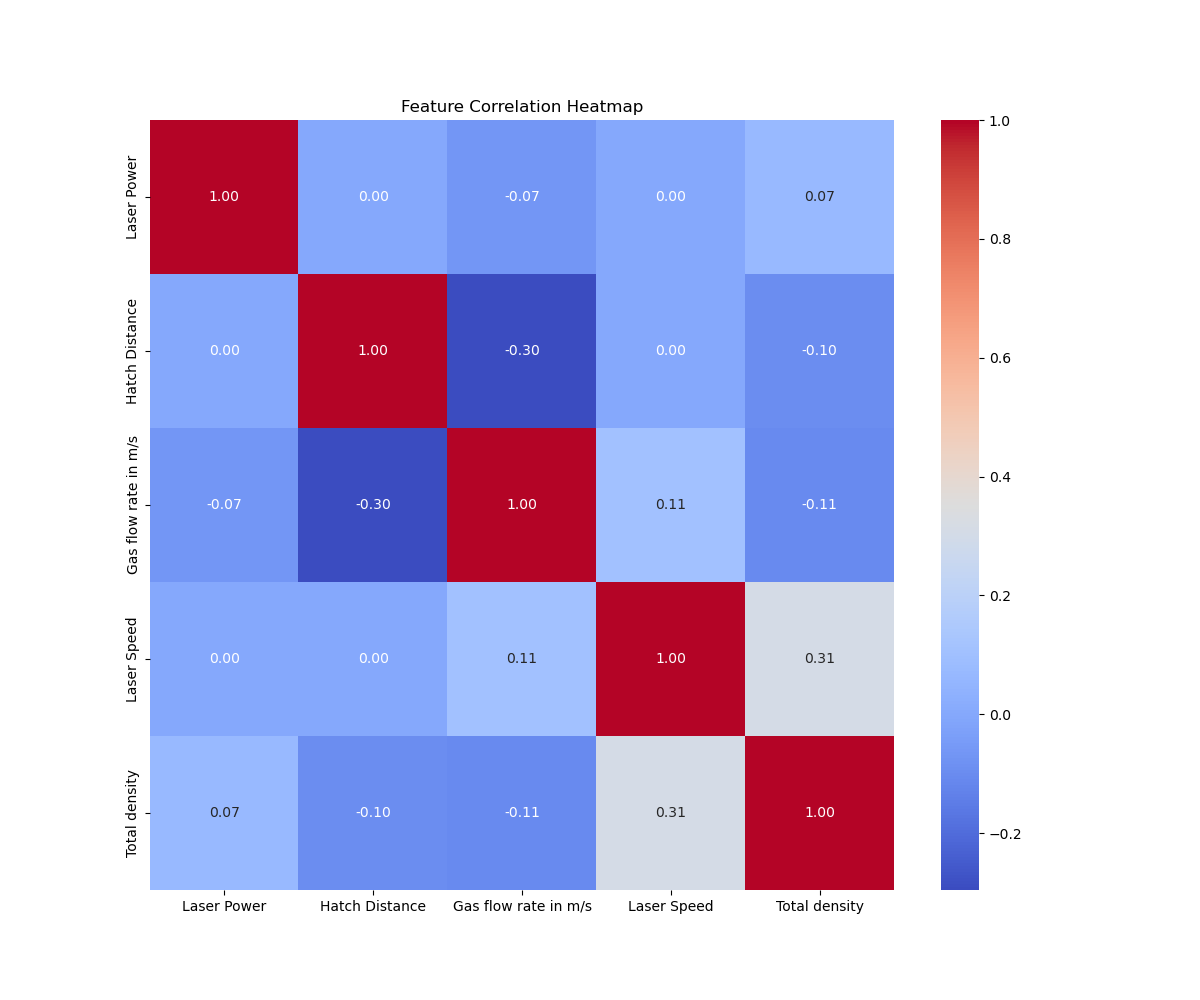 Feature Correlation Heatmap
Laser Power
1.00
0.00
-0.07
0.00
0.07
Hatch Distance
0.00
1.00
-0.30
0.00
-0.10
Gas flow rate in m/s
-0.07
-0.30
1.00
0.11
-0.11
Laser Speed
0.00
0.00
0.11
1.00
0.31
Total density
0.07
-0.10
-0.11
0.31
1.00
Laser Power
Hatch Distance
Gas flow rate in m/s
Laser Speed
Total density
1.0
0.8
0.6
0.4
0.2
0.0
−0.2